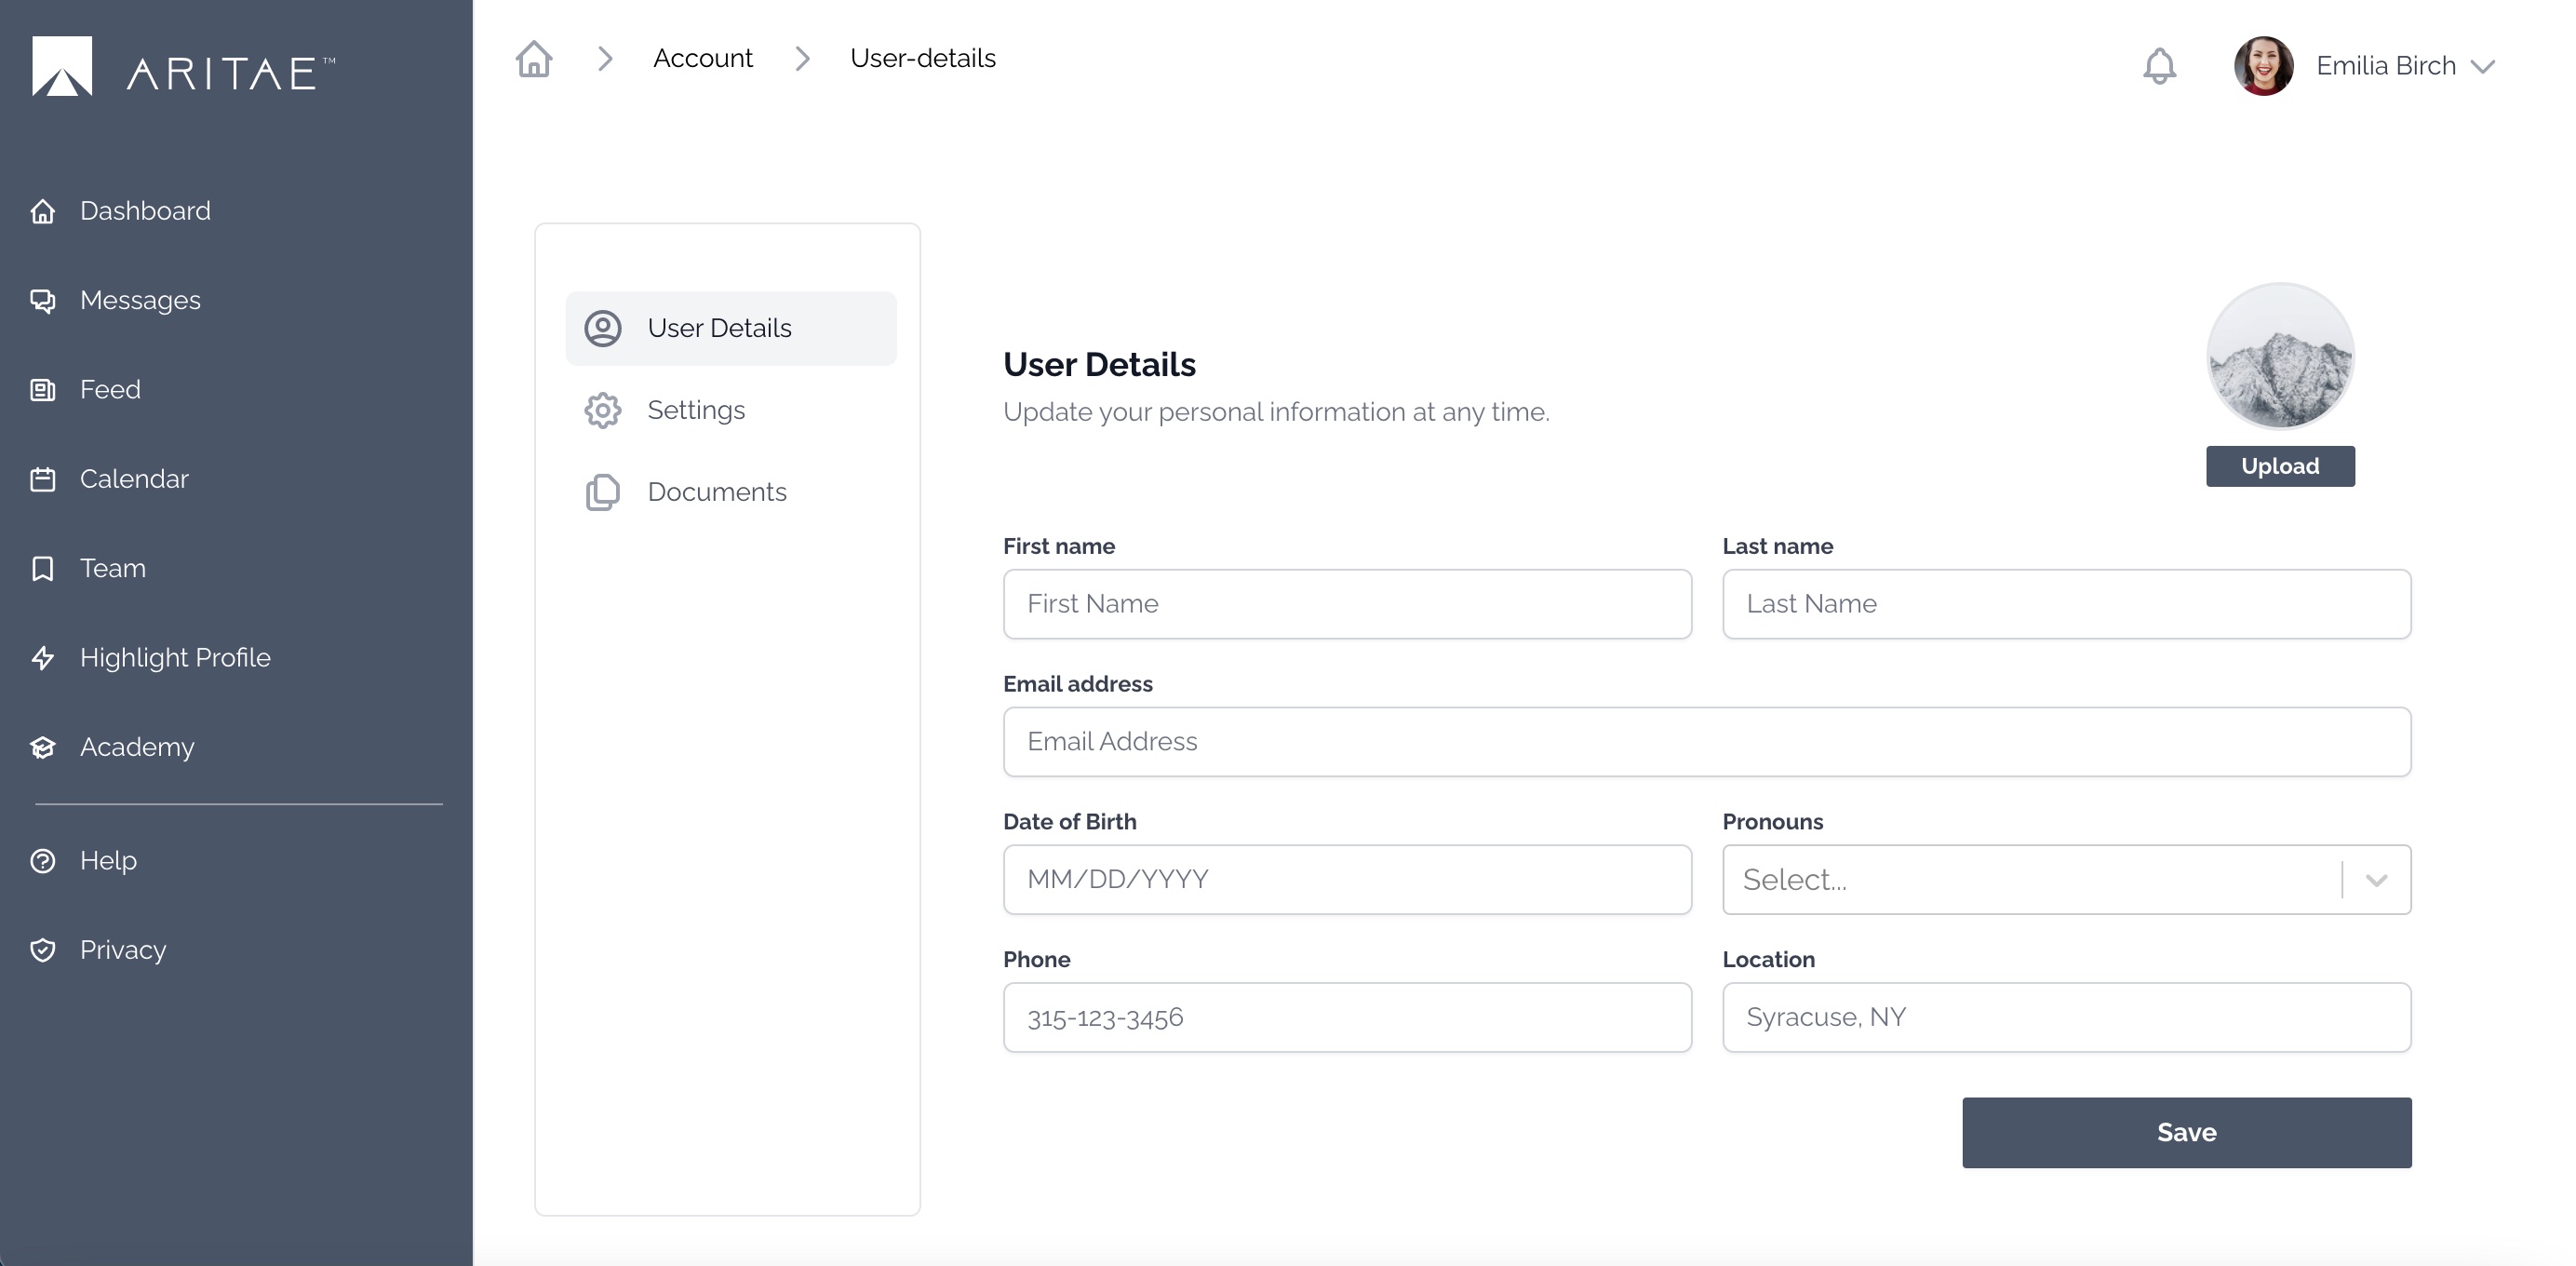 ARITAE™
Dashboard
Messages
Feed
Calendar
Team
Highlight Profile
Academy
Help
Privacy
Account
User-details
Emilia Birch
User Details
Settings
Documents
User Details
Update your personal information at any time.
Upload
First name
Last name
First Name
Last Name
Email address
Email Address
Date of Birth
Pronouns
MM/DD/YYYY
Select...
Phone
Location
315-123-3456
Syracuse, NY
Save